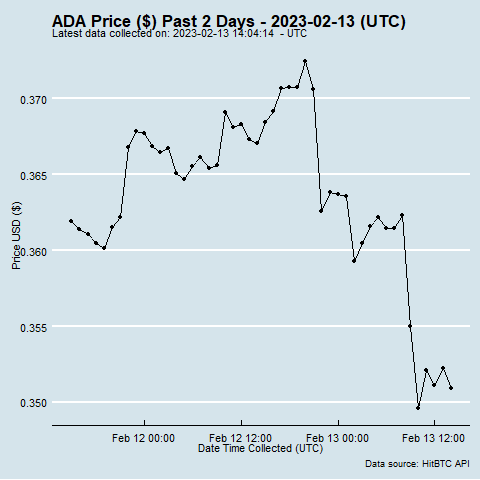 ADA Price ($) Past 2 Days - 2023-02-13 (UTC)
Latest data collected on: 2023-02-13 14:04:14 - UTC
Price USD ($)
0.370
0.365
0.360
0.355
0.350
Feb 12 00:00 Feb 12 12:00 Feb 13 00:00 Feb 13 12:00
Date Time Collected (UTC)
Data source: HitBTC API